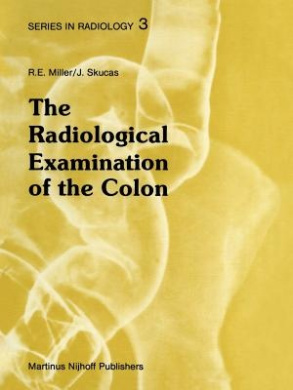 SERIES IN RADIOLOGY 3
R.E. Miller/J. Skucas
The
Radiological
Examination
of the Colon
Martinus Nijhoff Publishers